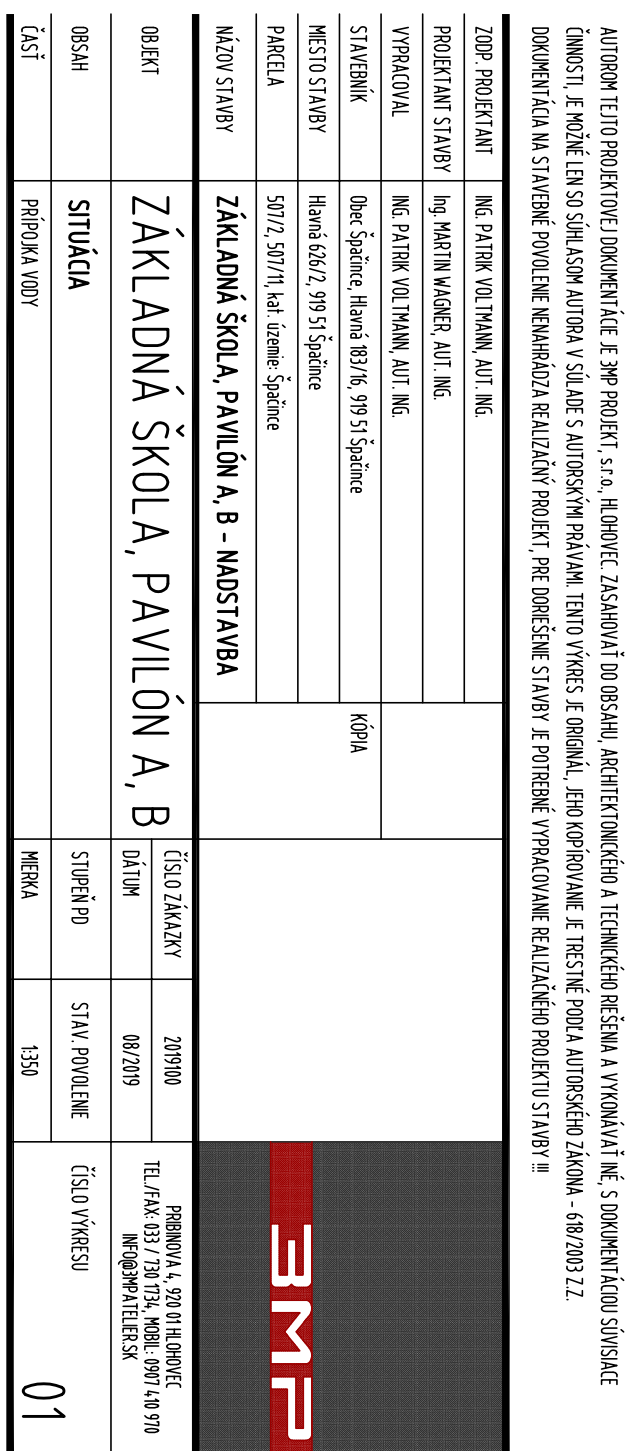 AUTOROM TEJTO PROJEKTOVEJ DOKUMENTÁCIE JE 3MP PROJEKT, s.r.o., HLOHOVEC. ZASAHOVAŤ DO OBSAHU, ARCHITEKTONICKÉHO A TECHNICKÉHO RIEŠENIA A VYKONÁVAŤ INÉ, S DOKUMENTÁCIOU SÚVISIACE
ČINNOSTI, JE MOŽNÉ LEN SO SÚHLASOM AUTORA V SÚLADE S AUTORSKÝMI PRÁVAMI. TENTO VÝKRES JE ORIGINÁL, JEHO KOPÍROVANIE JE TRESTNÉ PODĽA AUTORSKÉHO ZÁKONA - 618/2003 Z.Z.
DOKUMENTÁCIA NA STAVEBNÉ POVOLENIE NENAHRÁDZA REALIZAČNÝ PROJEKT, PRE DORIEŠENIE STAVBY JE POTREBNÉ VYPRACOVANIE REALIZAČNÉHO PROJEKTU STAVBY !!!
ZODP. PROJEKTANT ING. PATRIK VOLTMANN, AUT. ING.
PROJEKTANT STAVBY Ing. MARTIN WAGNER, AUT. ING.
VYPRACOVAL ING. PATRIK VOLTMANN, AUT. ING.
STAVEBNÍK Obec Špačince, Hlavná 183/16, 919 51 Špačince KÓPIA
MIESTO STAVBY Hlavná 626/2, 919 51 Špačince
PARCELA 507/2, 507/11, kat. územie: Špačince
NÁZOV STAVBY ZÁKLADNÁ ŠKOLA, PAVILÓN A, B - NADSTAVBA
3MP
OBJEKT ZÁKLADNÁ ŠKOLA, PAVILÓN A, B
ČÍSLO ZÁKAZKY 2019100
DÁTUM 08/2019
PRIBINOVA 4, 920 01 HLOHOVEC
TEL./FAX: 033 / 730 1734, MOBIL: 0907 410 970
INFO@3MPATELIER.SK
OBSAH SITUÁCIA STUPEŇ PD STAV. POVOLENIE ČÍSLO VÝKRESU
ČASŤ PRÍPOJKA VODY MIERKA 1:350 01